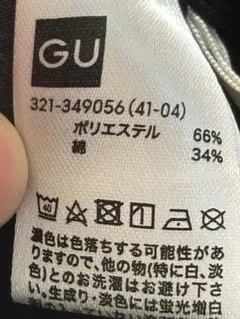 GU
321-349056 (41-04)
ポリエステル 66%
綿 34%
40
濃色は色落ちする可能性があ
りますので、他の物(特に白、淡
色)とのお洗濯はお避け下さ
い。生成り・淡色には蛍光増白